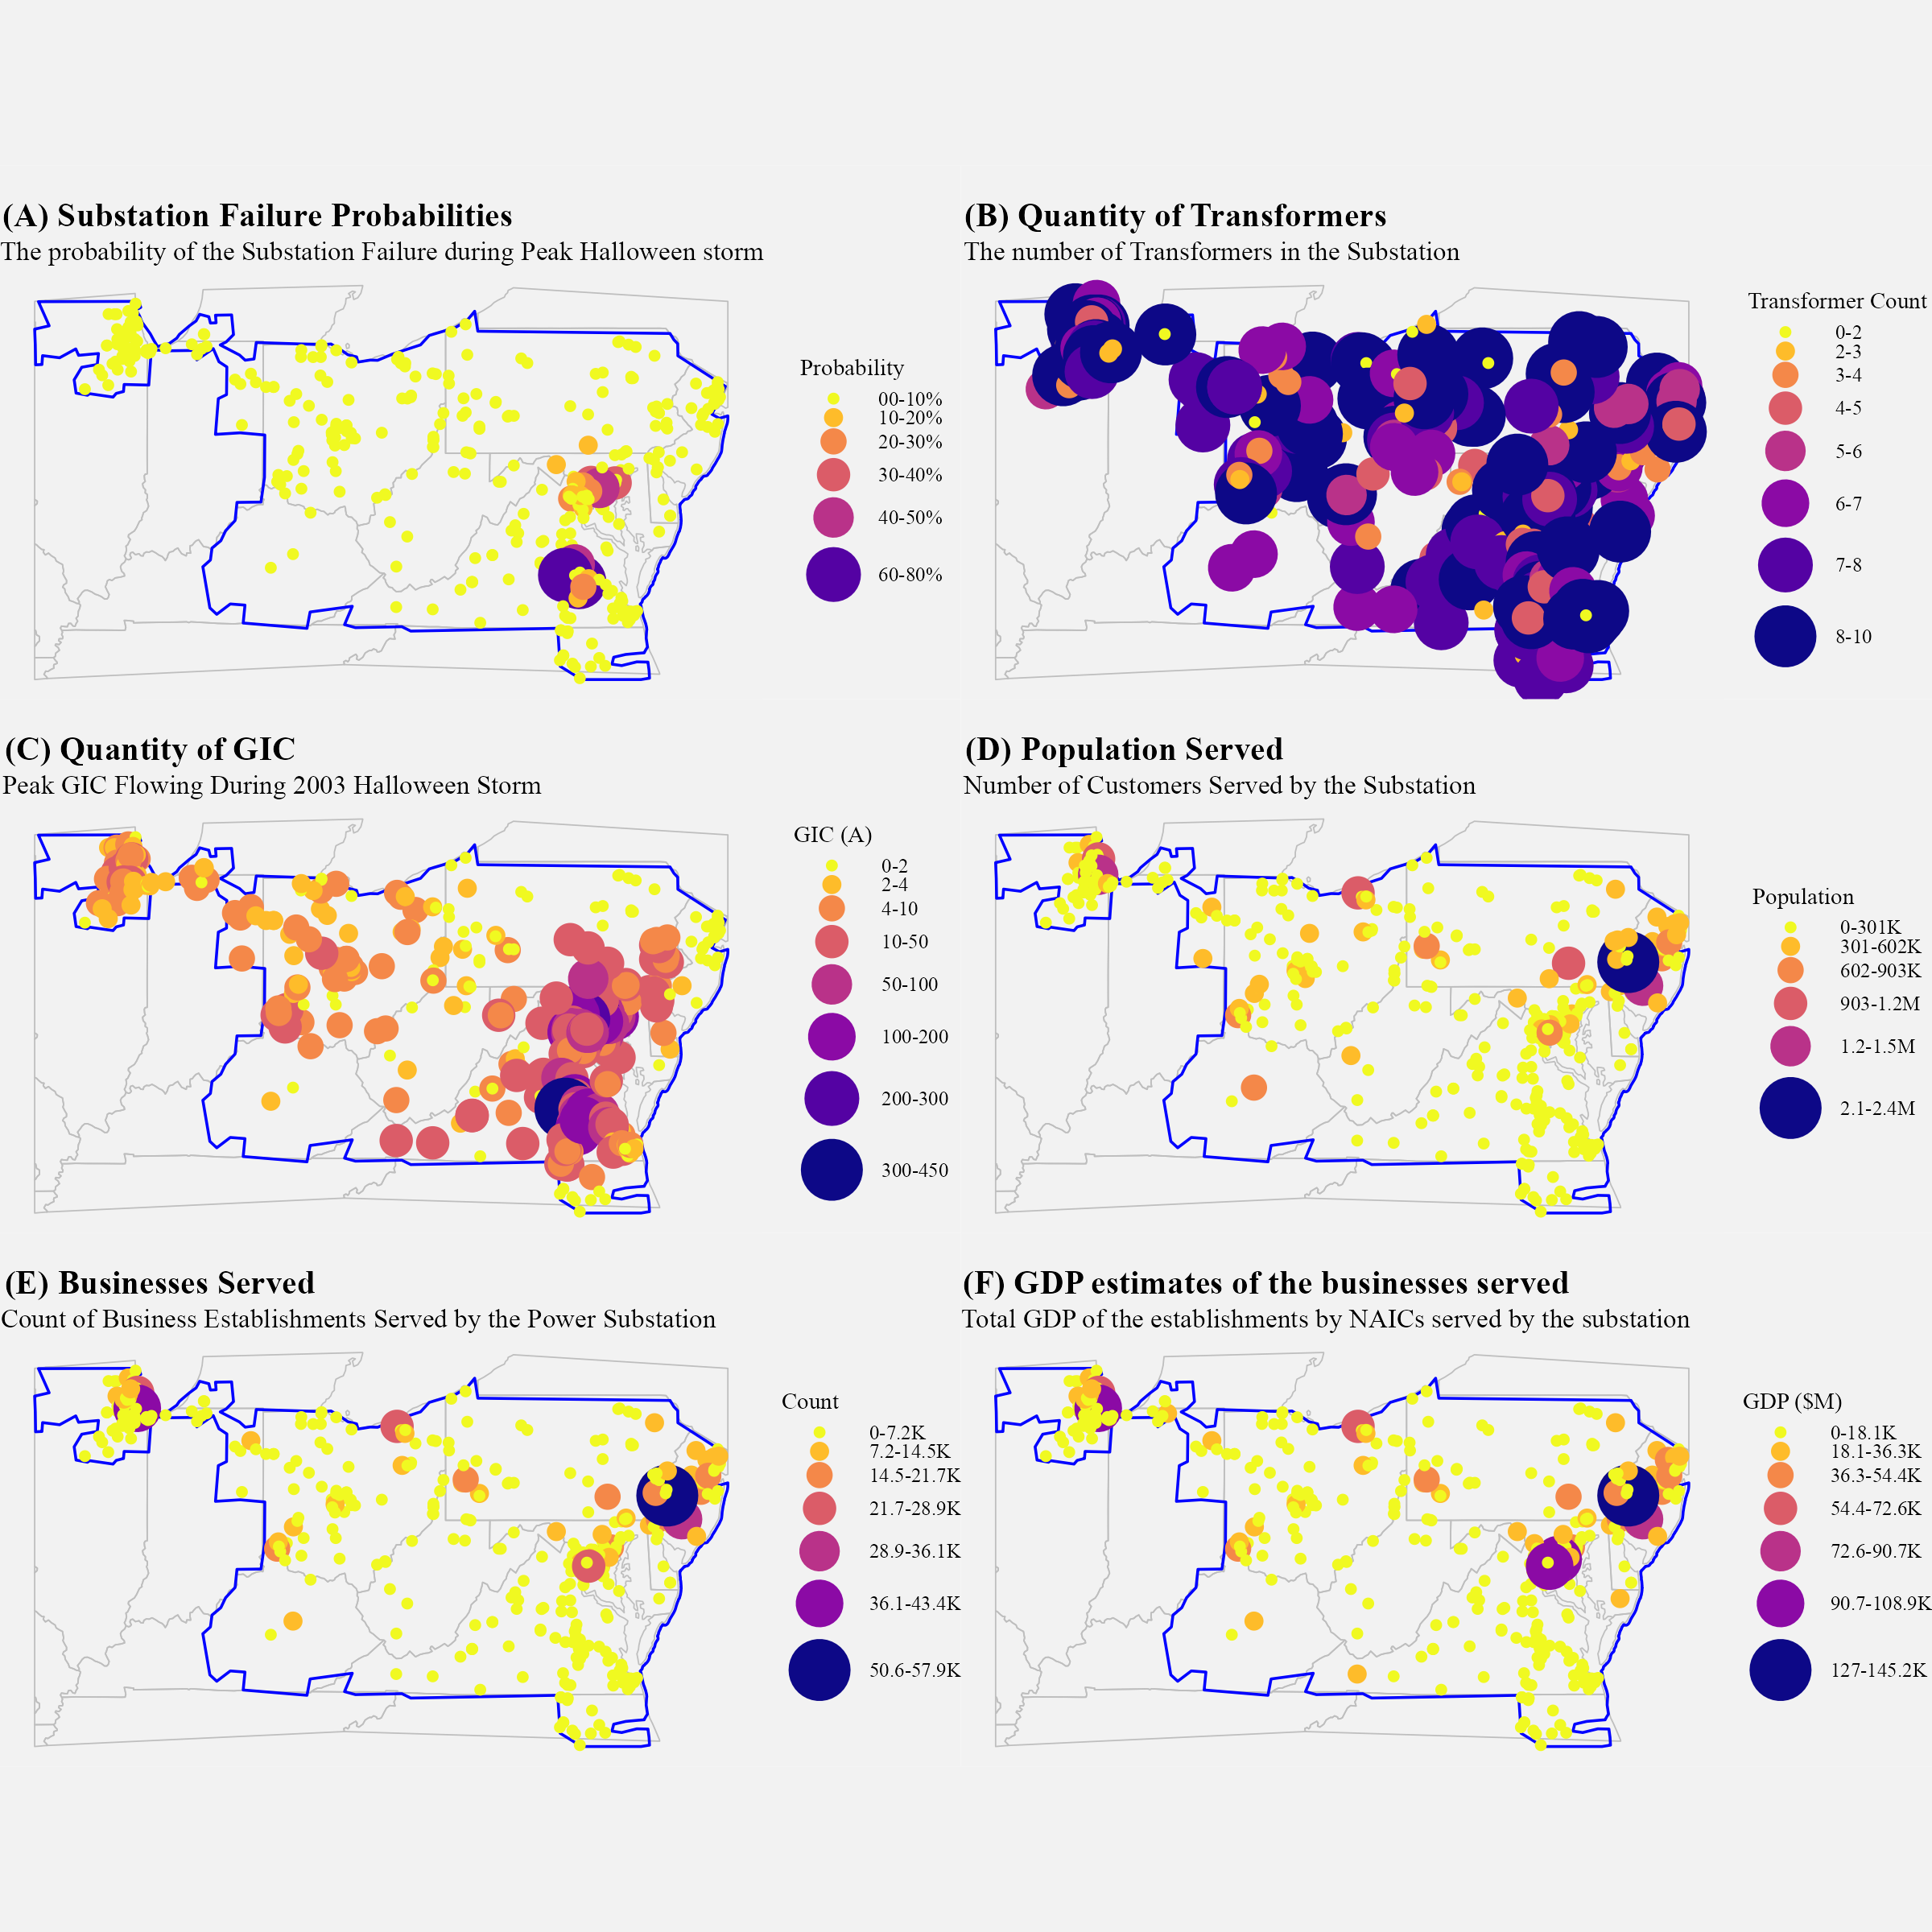 (A) Substation Failure Probabilities
The probability of the Substation Failure during Peak Halloween storm
Probability
00-10%
10-20%
20-30%
30-40%
40-50%
60-80%
(B) Quantity of Transformers
The number of Transformers in the Substation
Transformer Count
0-2
2-3
3-4
4-5
5-6
6-7
7-8
8-10
(C) Quantity of GIC
Peak GIC Flowing During 2003 Halloween Storm
GIC (A)
0-2
2-4
4-10
10-50
50-100
100-200
200-300
300-450
(D) Population Served
Number of Customers Served by the Substation
Population
0-301K
301-602K
602-903K
903-1.2M
1.2-1.5M
2.1-2.4M
(E) Businesses Served
Count of Business Establishments Served by the Power Substation
Count
0-7.2K
7.2-14.5K
14.5-21.7K
21.7-28.9K
28.9-36.1K
36.1-43.4K
50.6-57.9K
(F) GDP estimates of the businesses served
Total GDP of the establishments by NAICs served by the substation
GDP ($M)
0-18.1K
18.1-36.3K
36.3-54.4K
54.4-72.6K
72.6-90.7K
90.7-108.9K
127-145.2K